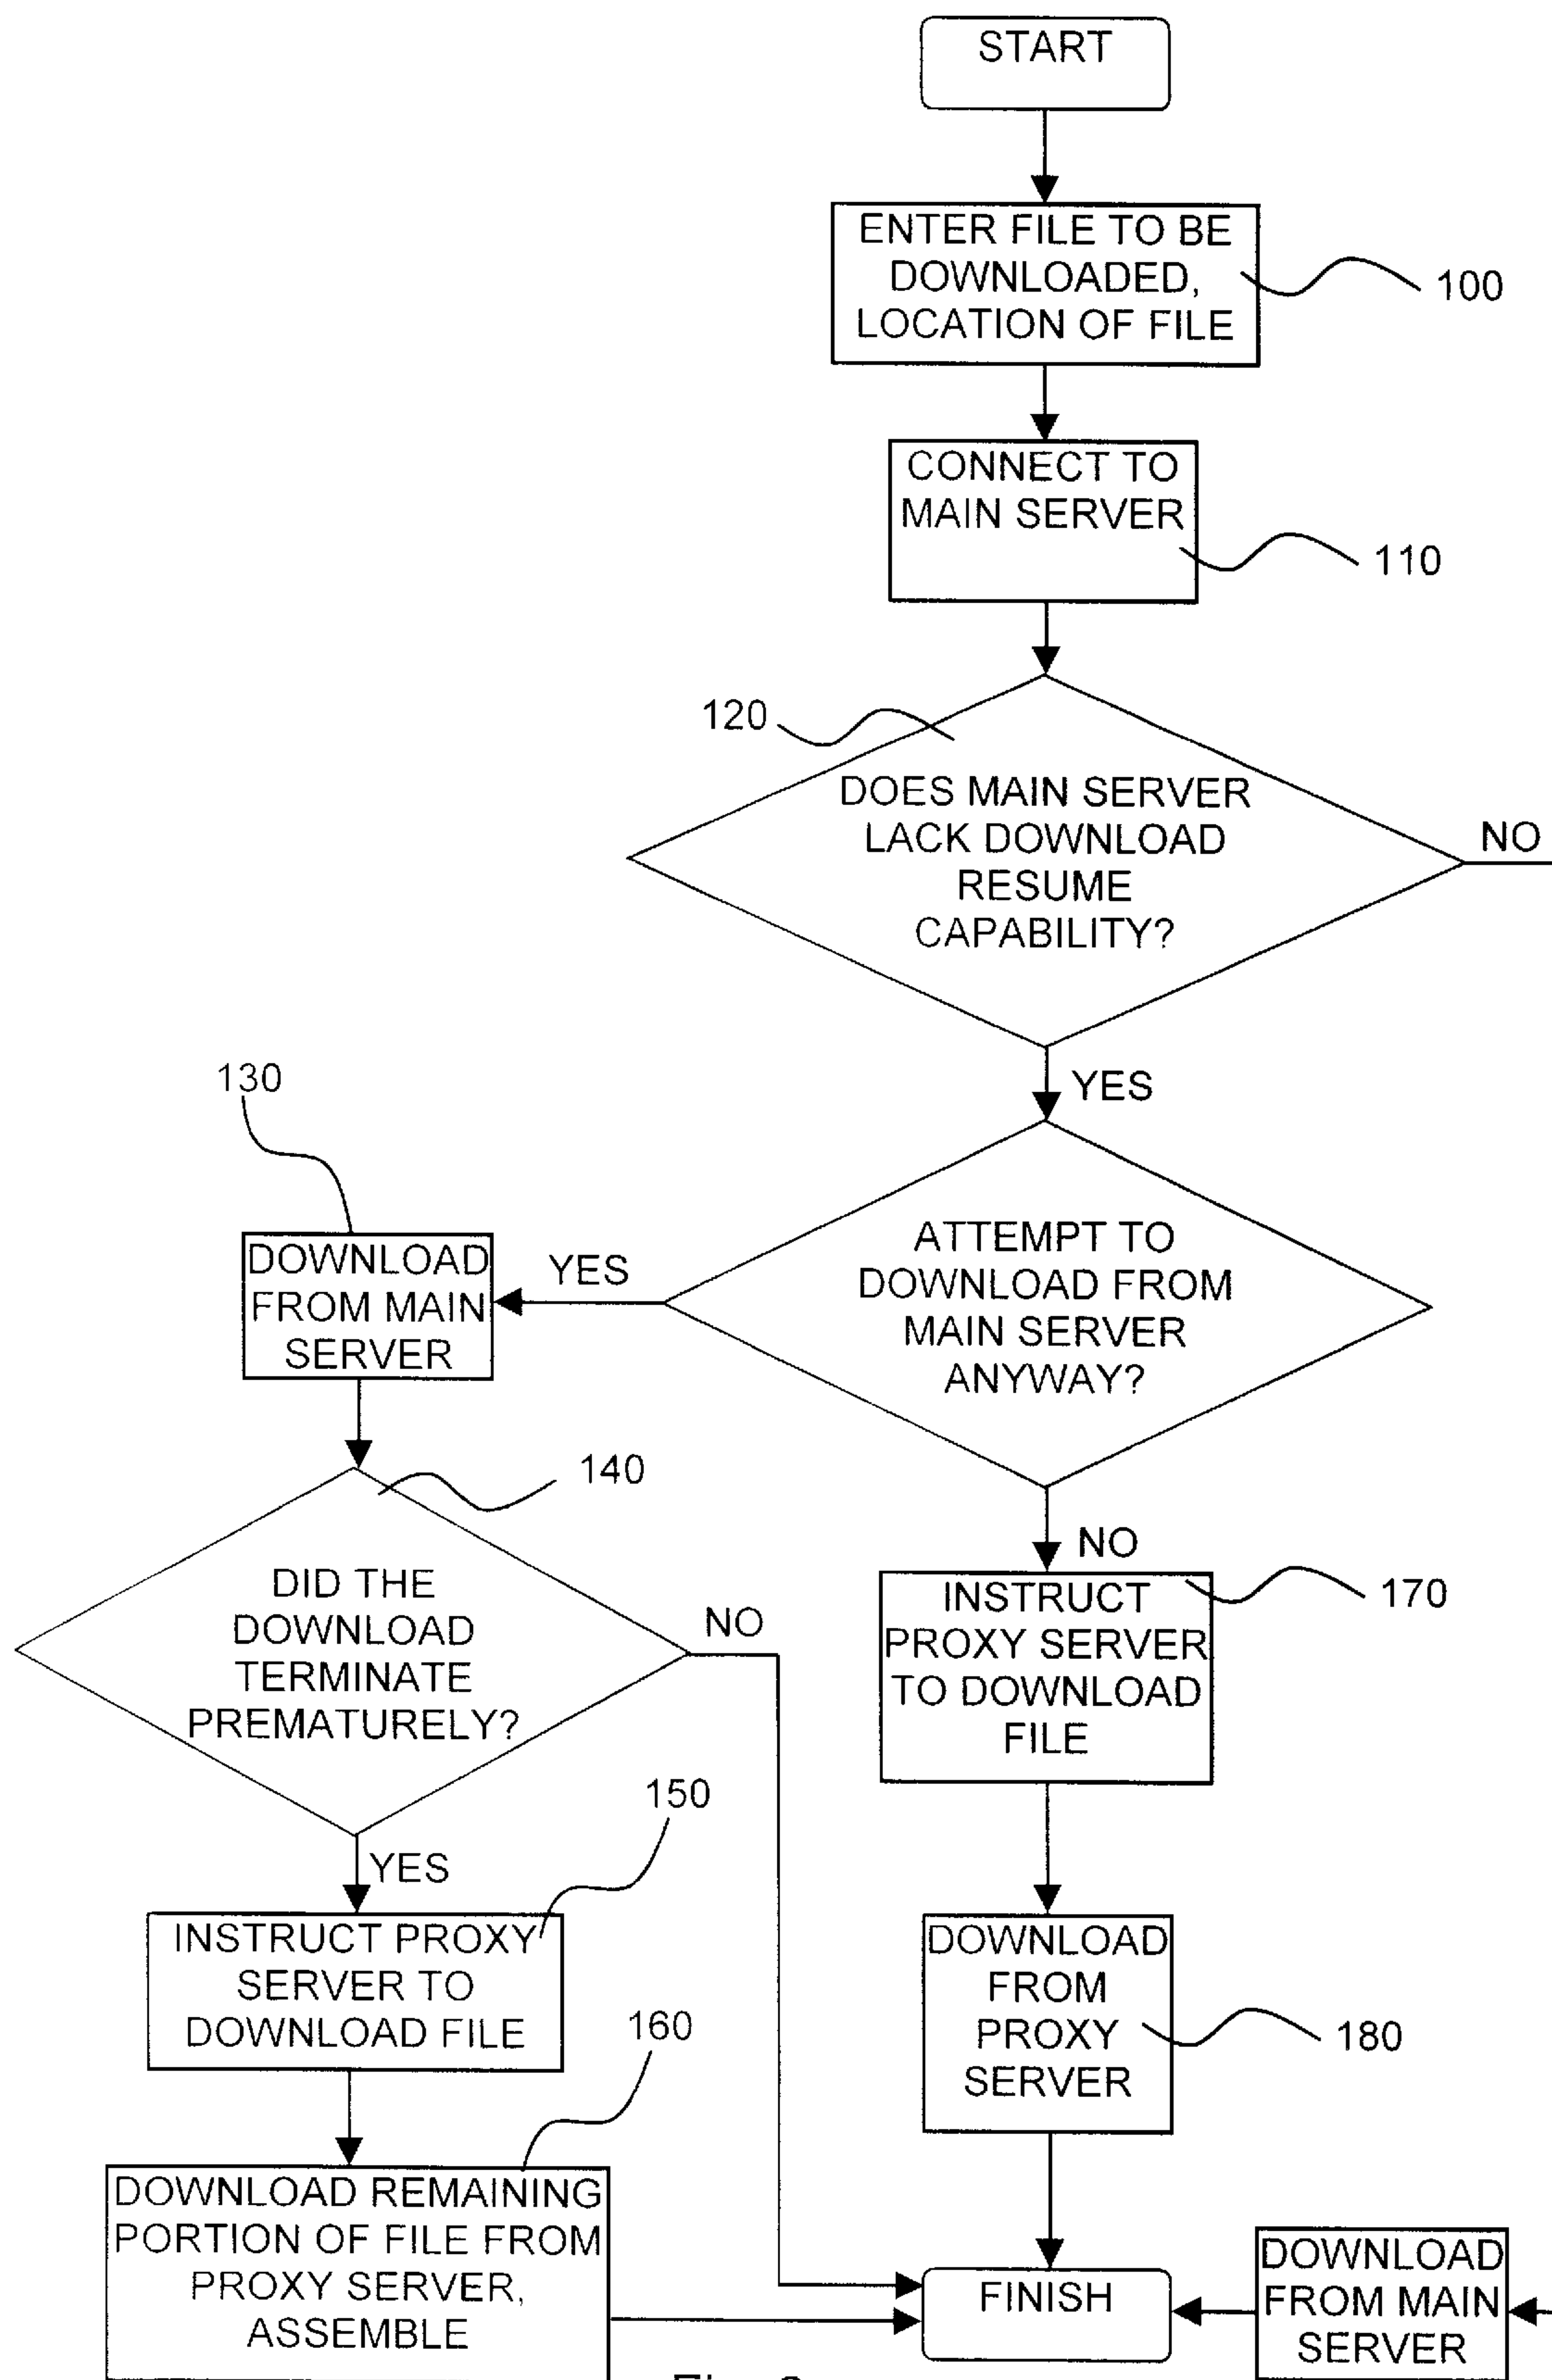 START
ENTER FILE TO BE
DOWNLOADED,
LOCATION OF FILE
100
CONNECT TO
MAIN SERVER
110
120
DOES MAIN SERVER
LACK DOWNLOAD
RESUME
CAPABILITY?
NO
YES
130
ATTEMPT TO
DOWNLOAD FROM
MAIN SERVER
ANYWAY?
YES
DOWNLOAD
FROM MAIN
SERVER
140
DID THE
DOWNLOAD
TERMINATE
PREMATURELY?
NO
NO
INSTRUCT
PROXY SERVER
TO DOWNLOAD
FILE
170
150
YES
INSTRUCT PROXY
SERVER TO
DOWNLOAD FILE
DOWNLOAD
FROM
PROXY
SERVER
180
160
DOWNLOAD REMAINING
PORTION OF FILE FROM
PROXY SERVER,
ASSEMBLE
FINISH
DOWNLOAD
FROM MAIN
SERVER